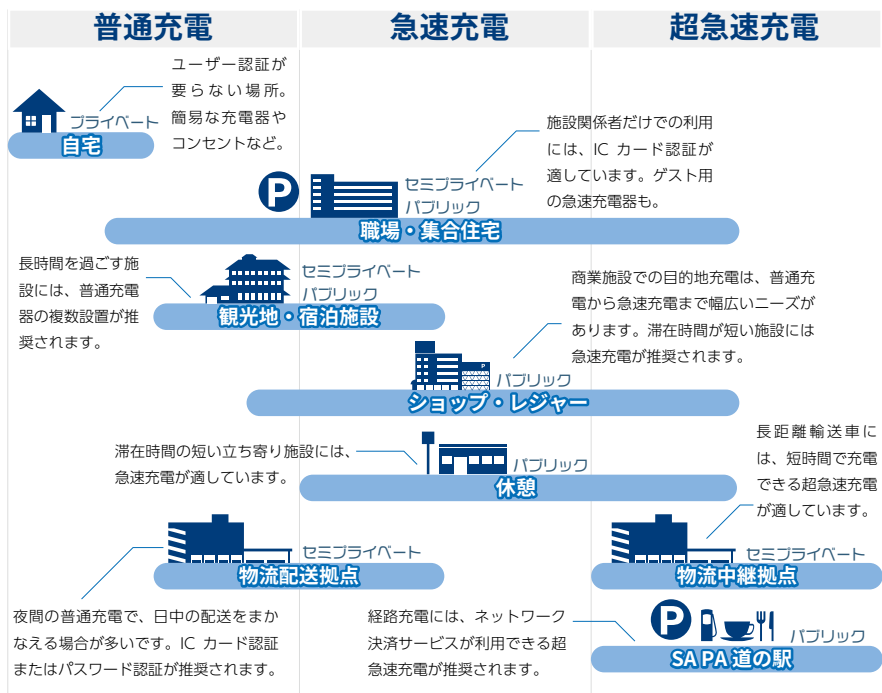 普通充電
急速充電
超急速充電
ユーザー認証が
要らない場所。
簡易な充電器や
コンセントなど。
プライベート
自宅
施設関係者だけでの利用
には、IC カード認証が
適しています。ゲスト用
の急速充電器も。
P
セミプライベート
パブリック
職場・集合住宅
長時間を過ごす施
設には、普通充電
器の複数設置が推
奨されます。
セミプライベート
パブリック
観光地・宿泊施設
商業施設での目的地充電は、普通充
電から急速充電まで幅広いニーズが
あります。滞在時間が短い施設には
急速充電が推奨されます。
P
パブリック
ショップ・レジャー
滞在時間の短い立ち寄り施設には、
急速充電が適しています。
パブリック
休憩
長距離輸送車に
は、短時間で充電
できる超急速充電
が適しています。
セミプライベート
物流配送拠点
セミプライベート
物流中継拠点
夜間の普通充電で、日中の配送をまか
なえる場合が多いです。IC カード認証
またはパスワード認証が推奨されます。
経路充電には、ネットワーク
決済サービスが利用できる超
急速充電が推奨されます。
P
パブリック
SA PA 道の駅